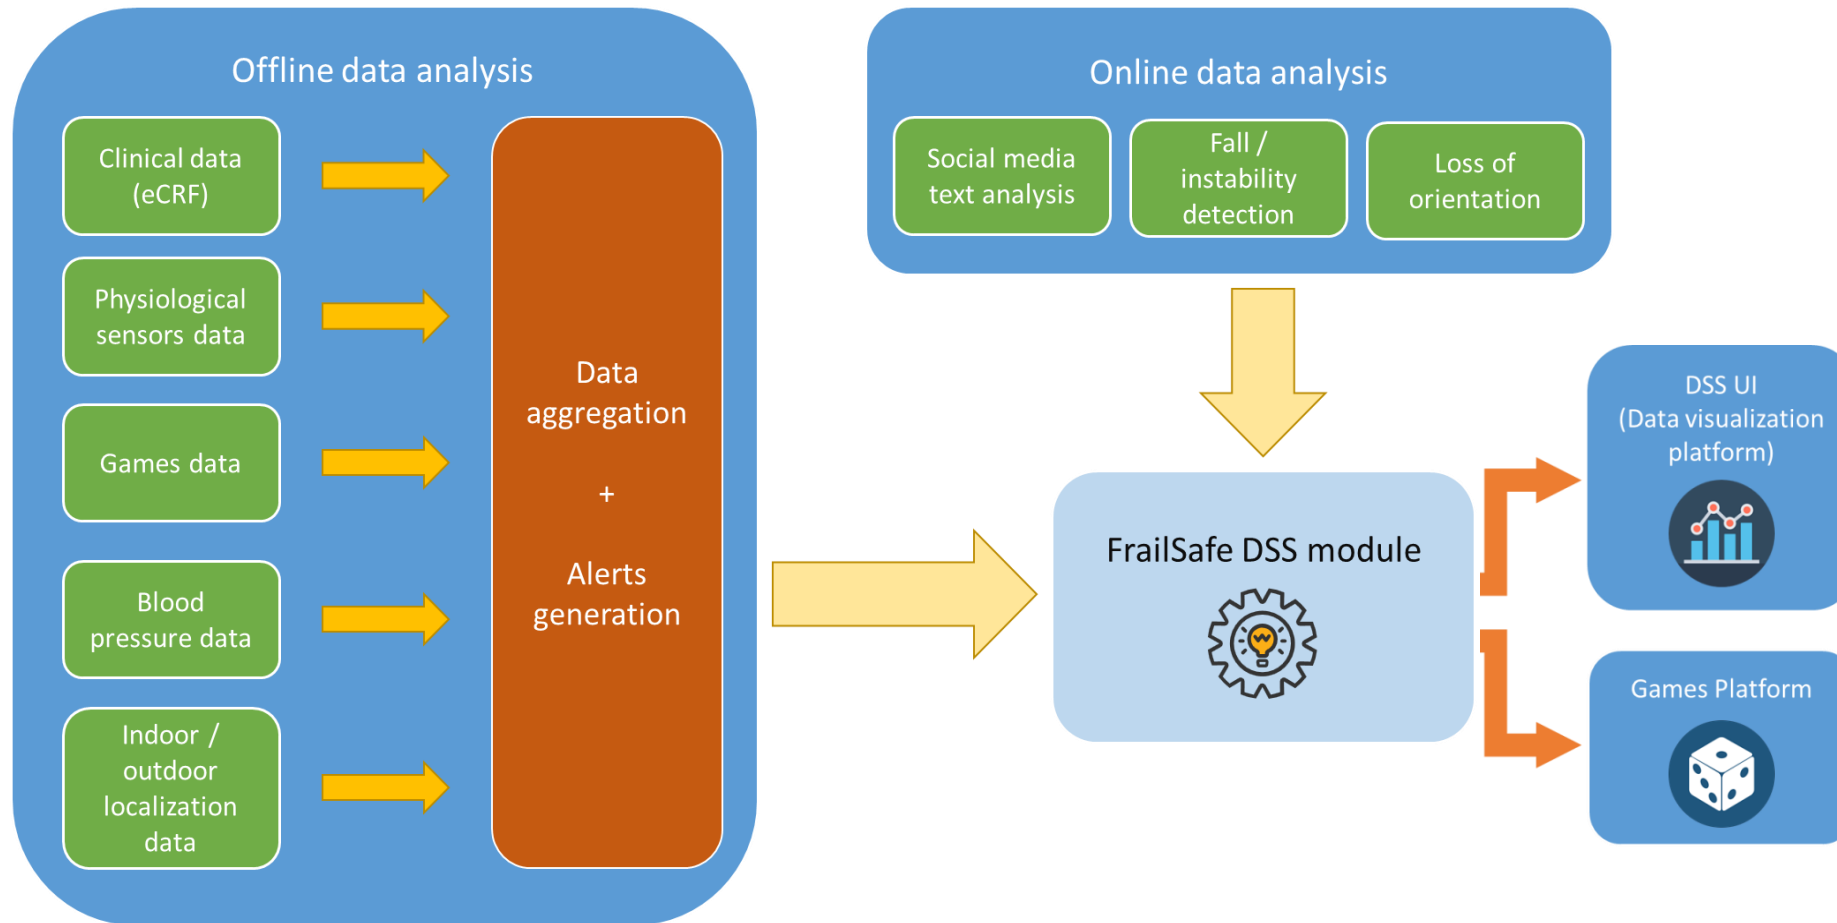 Offline data analysis
Clinical data
(eCRF)
Physiological
sensors data
Games data
Blood
pressure data
Indoor /
outdoor
localization
data
Data
aggregation
+
Alerts
generation
Online data analysis
Social media
text analysis
Fall /
instability
detection
Loss of
orientation
FrailSafe DSS module
DSS UI
(Data visualization
platform)
Games Platform